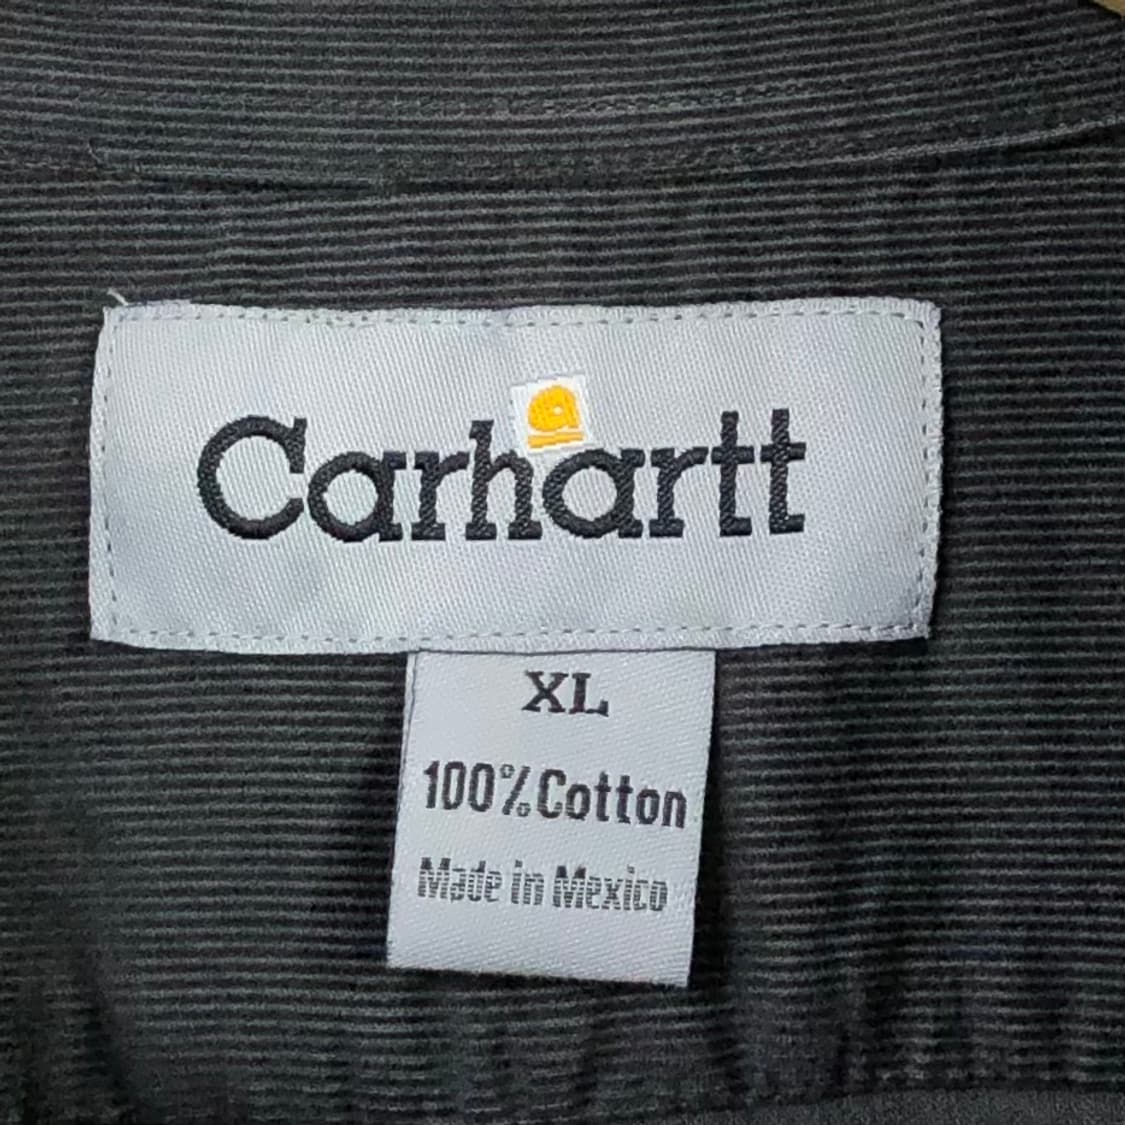 Carhartt
XL
100% Cotton
Made in Mexico